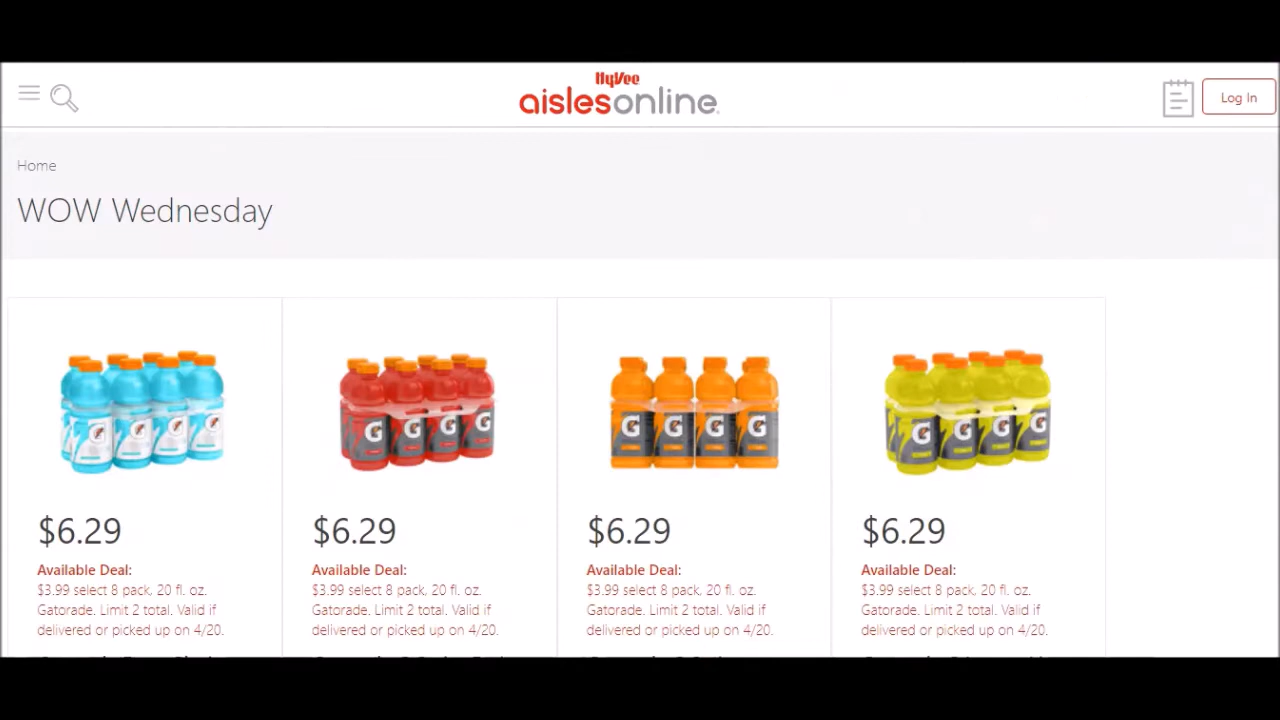 HyVee
aislesonline.
Log In
Home
WOW Wednesday
G G G G
G G G G
G G G G
$6.29
$6.29
$6.29
$6.29
Available Deal:
$3.99 select 8 pack, 20 fl. oz.
Gatorade. Limit 2 total. Valid if
delivered or picked up on 4/20.
Available Deal:
$3.99 select 8 pack, 20 fl. oz.
Gatorade. Limit 2 total. Valid if
delivered or picked up on 4/20.
Available Deal:
$3.99 select 8 pack, 20 fl. oz.
Gatorade. Limit 2 total. Valid if
delivered or picked up on 4/20.
Available Deal:
$3.99 select 8 pack, 20 fl. oz.
Gatorade. Limit 2 total. Valid if
delivered or picked up on 4/20.